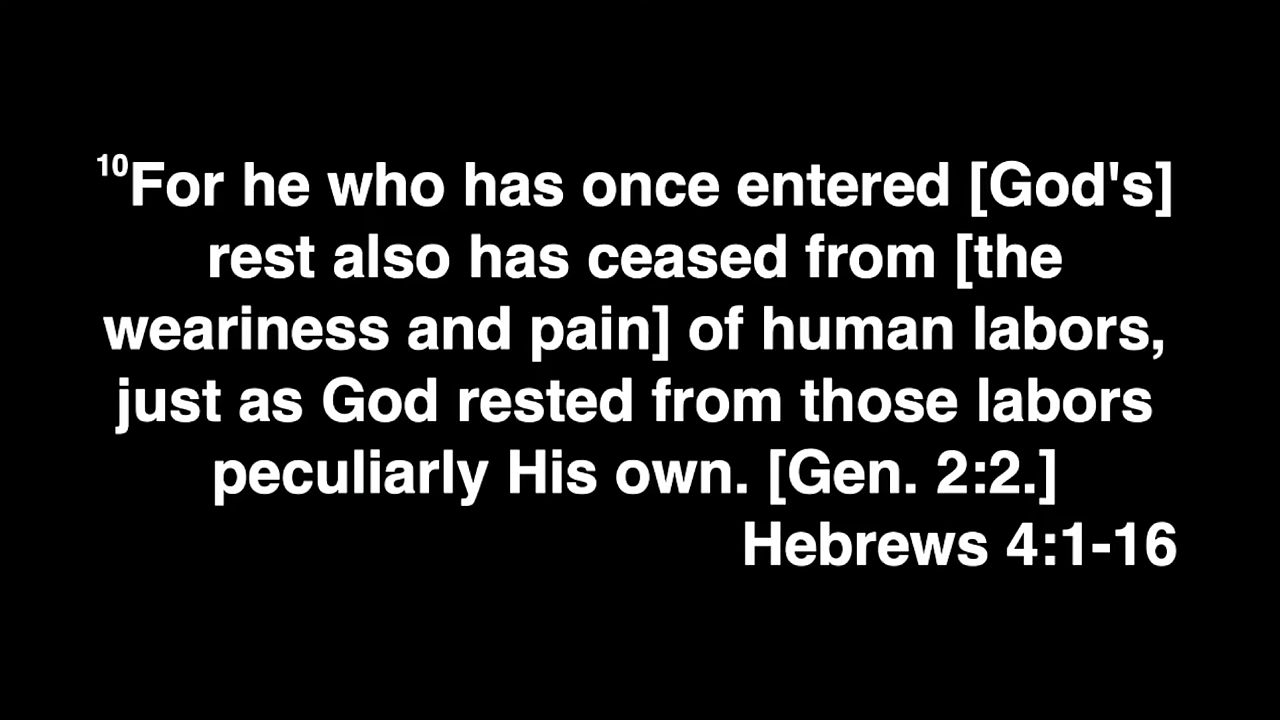 ¹⁰For he who has once entered [God's]
rest also has ceased from [the
weariness and pain] of human labors,
just as God rested from those labors
peculiarly His own. [Gen. 2:2.]
Hebrews 4:1-16